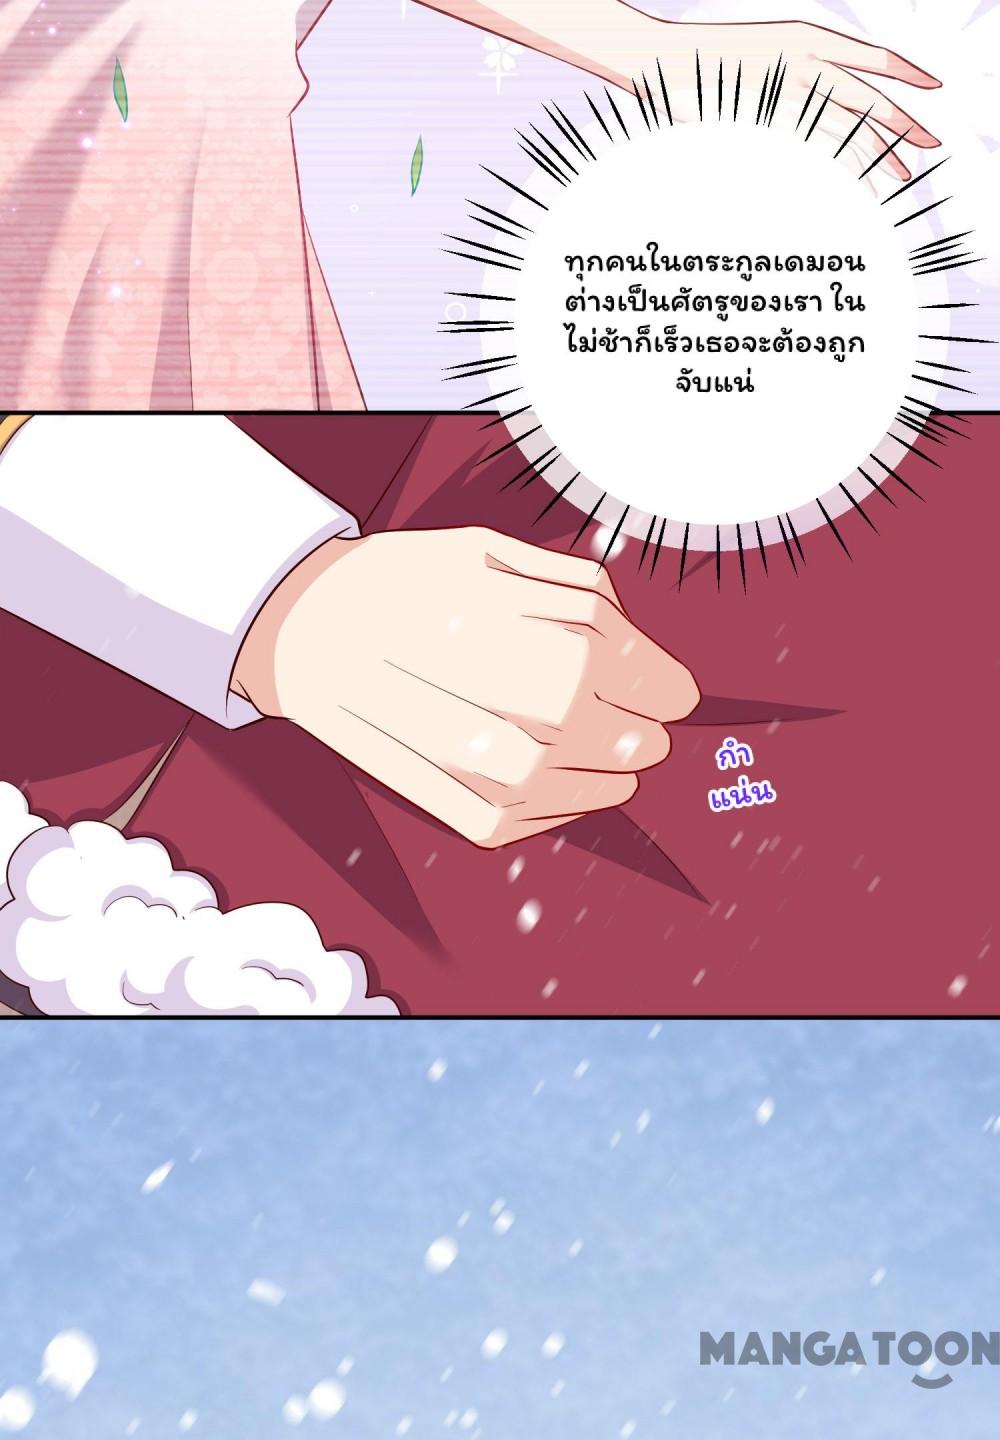 ทุกคนในตระกูลเดมอน
ต่างเป็นศัตรูของเรา ใน
ไม่ช้าก็เร็วเธอจะต้องถูก
จับแน่
กำ
แน่น
MANGATOON